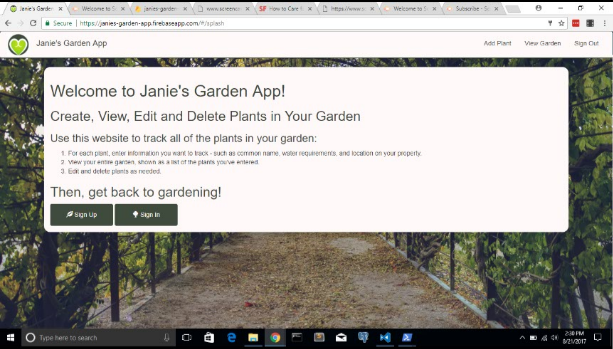 Janie's Garden
Welcome to S
janies-garden
www.screenc
How to Care f
https://www.
Welcome to S
Subscribe - S
Secure https://janies-garden-app.firebaseapp.com/#/splash
Janie's Garden App
Add Plant View Garden Sign Out
Welcome to Janie's Garden App!
Create, View, Edit and Delete Plants in Your Garden
Use this website to track all of the plants in your garden:
1. For each plant, enter information you want to track - such as common name, water requirements, and location on your property.
2. View your entire garden, shown as a list of the plants you've entered.
3. Edit and delete plants as needed.
Then, get back to gardening!
Sign Up Sign In
Type here to search
2:30 PM
8/21/2017